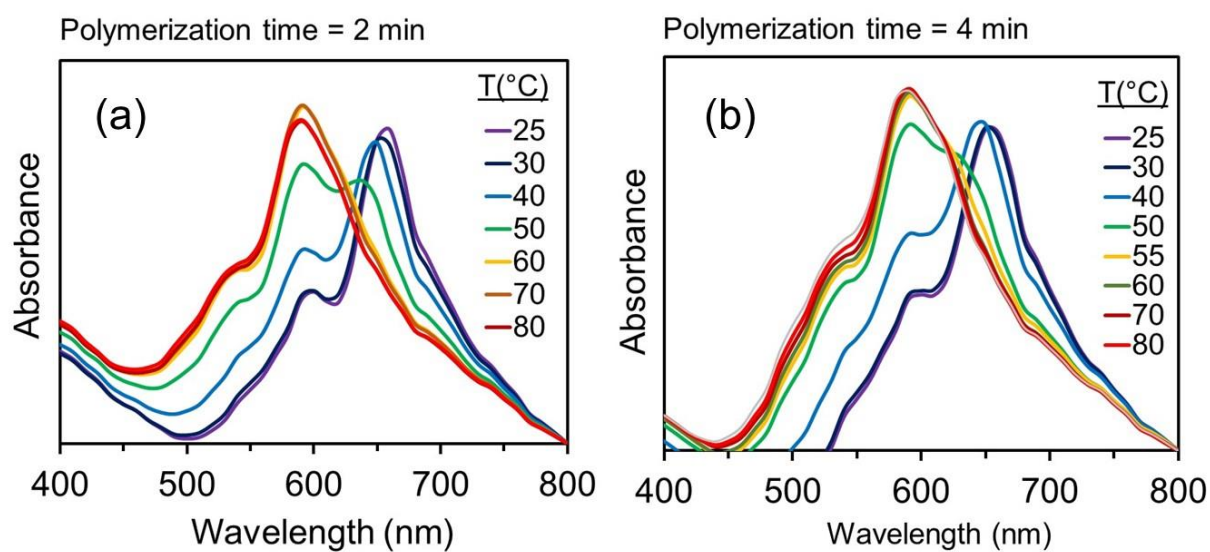 Polymerization time = 2 min
(a)
T(°C)
25
30
40
50
60
70
80
Absorbance
400 500 600 700 800
Wavelength (nm)
Polymerization time = 4 min
(b)
T(°C)
25
30
40
50
55
60
70
80
Absorbance
400 500 600 700 800
Wavelength (nm)